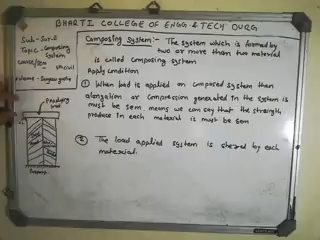 BHARTI COLLEGE OF ENGG & TECH DURG
Sub- S.O.S
Topic - Composing
System
Composing system:- The system which is formed by
two or more than two material
is called composing system
Apply condition
① When load is applied on composed system then
elongation or compression generated in the system is
must be sem. means we can say that the strength
produce in each material is must be sem
② The load applied system is shered by each
material.